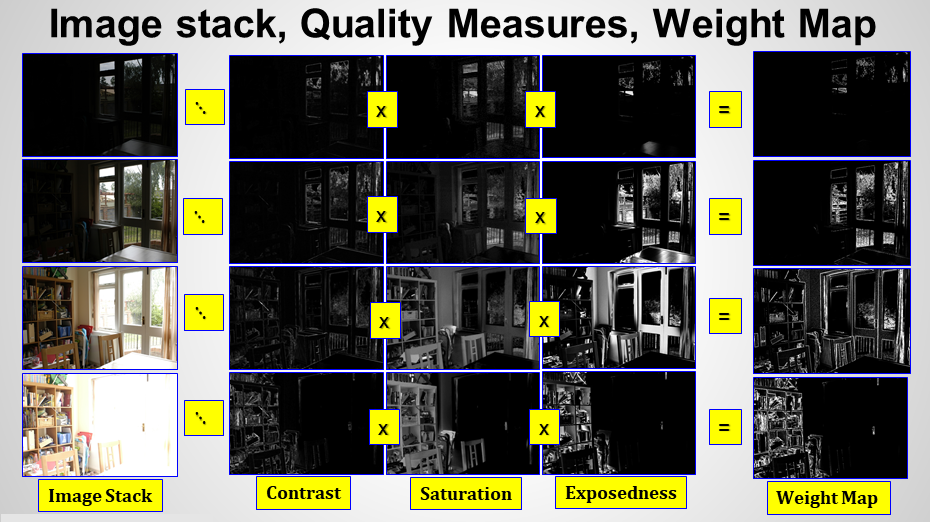 Image stack, Quality Measures, Weight Map
⋱ x x =
⋱ x x =
⋱ x x =
⋱ x x =
Image Stack Contrast Saturation Exposedness Weight Map